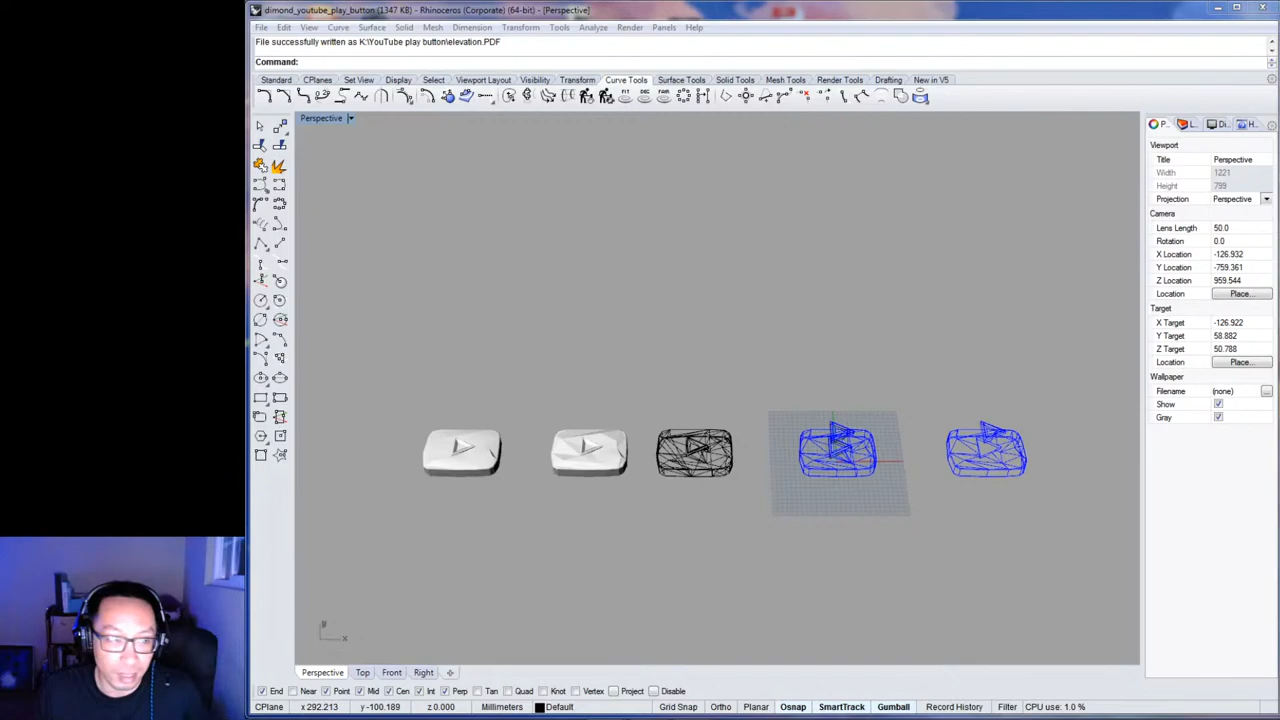 dimond_youtube_play_button (1347 KB) - Rhinoceros (Corporate) (64-bit) - [Perspective]
File Edit View Curve Surface Solid Mesh Dimension Transform Tools Analyze Render Panels Help
File successfully written as K:\YouTube play button\elevation.PDF
Command:
Standard CPlanes Set View Display Select Viewport Layout Visibility Transform Curve Tools Surface Tools Solid Tools Mesh Tools Render Tools Drafting New in V5
FIT DEG FAIR
Perspective
P... L... Di... H...
Viewport
Title Perspective
Width 1221
Height 799
Projection Perspective
Camera
Lens Length 50.0
Rotation 0.0
X Location -126.932
Y Location -759.361
Z Location 959.544
Location Place...
Target
X Target -126.922
Y Target 58.882
Z Target 50.788
Location Place...
Wallpaper
Filename (none) ...
Show
Gray
y
x
Perspective Top Front Right
End Near Point Mid Cen Int Perp Tan Quad Knot Vertex Project Disable
CPlane x 292.213 y -100.189 z 0.000 Millimeters Default Grid Snap Ortho Planar Osnap SmartTrack Gumball Record History Filter CPU use: 1.0 %